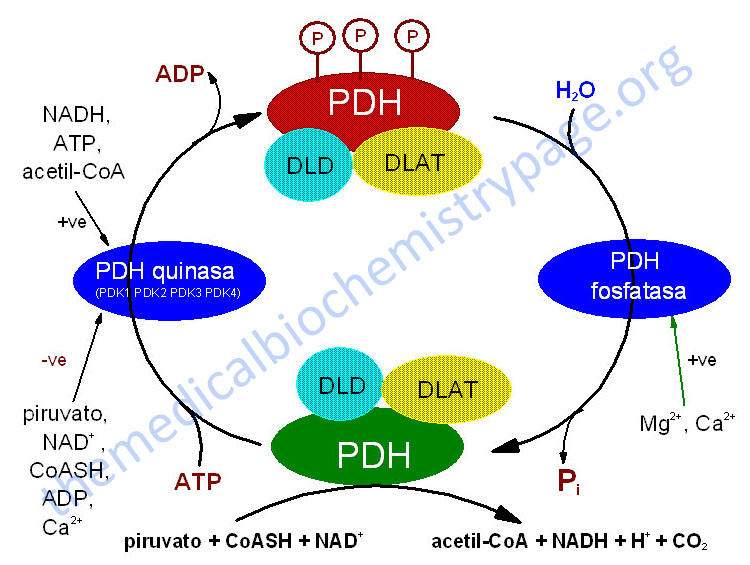 P P P
ADP
PDH
H₂O
NADH,
ATP,
acetil-CoA
DLD
DLAT
+ve
PDH quinasa
(PDK1 PDK2 PDK3 PDK4)
PDH
fosfatasa
-ve
+ve
piruvato,
NAD⁺,
CoASH,
ADP,
Ca²⁺
DLD
DLAT
Mg²⁺, Ca²⁺
PDH
ATP
Pᵢ
piruvato + CoASH + NAD⁺
acetil-CoA + NADH + H⁺ + CO₂
themedicalbiochemistrypage.org